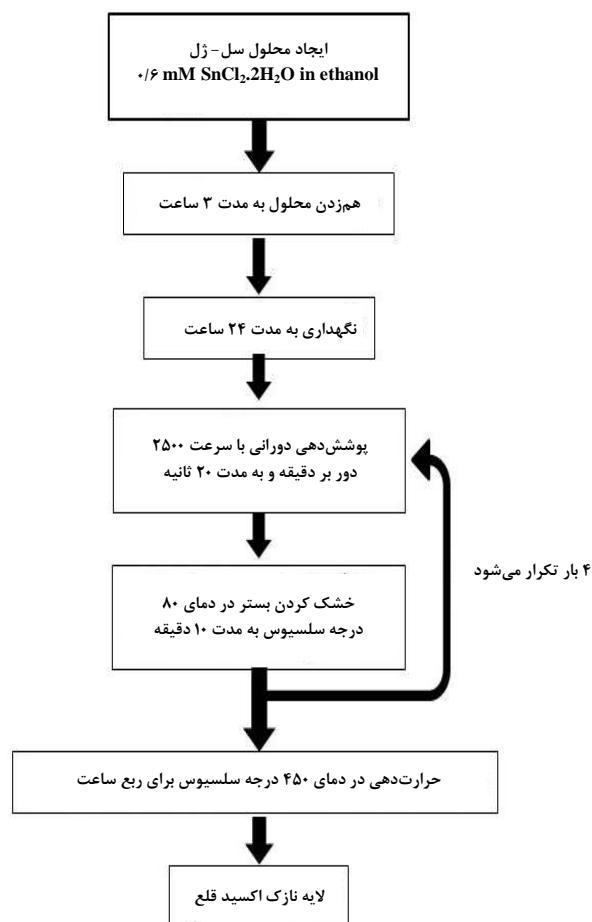 ایجاد محلول سل- ژل
۰/۶ mM SnCl₂.2H₂O in ethanol
هم‌زدن محلول به مدت ۳ ساعت
نگهداری به مدت ۲۴ ساعت
پوشش‌دهی دورانی با سرعت ۲۵۰۰
دور بر دقیقه و به مدت ۲۰ ثانیه
خشک کردن بستر در دمای ۸۰
درجه سلسیوس به مدت ۱۰ دقیقه
۴ بار تکرار می‌شود
حرارت‌دهی در دمای ۴۵۰ درجه سلسیوس برای ربع ساعت
لایه نازک اکسید قلع